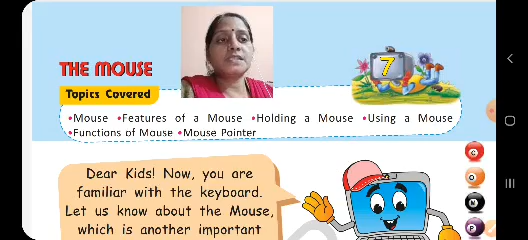 7
THE MOUSE
Topics Covered
•Mouse •Features of a Mouse •Holding a Mouse •Using a Mouse
•Functions of Mouse •Mouse Pointer
Dear Kids! Now, you are
familiar with the keyboard.
Let us know about the Mouse,
which is another important
C
O
M
P